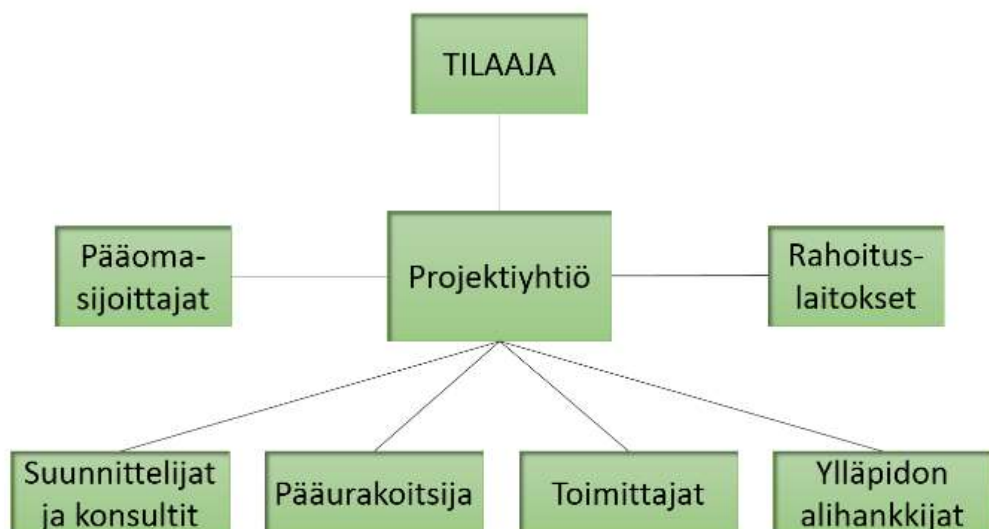 TILAAJA
Pääoma-
sijoittajat
Projektiyhtiö
Rahoitus-
laitokset
Suunnittelijat
ja konsultit
Pääurakoitsija
Toimittajat
Ylläpidon
alihankkijat